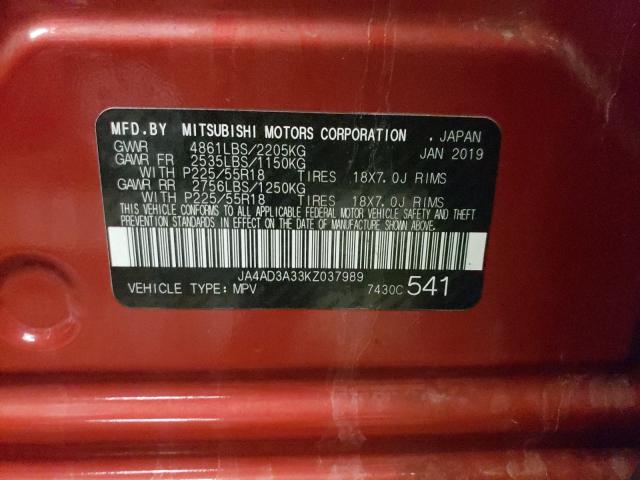 MFD.BY MITSUBISHI MOTORS CORPORATION . JAPAN
GVWR 4861LBS/2205KG JAN 2019
GAWR FR 2535LBS/1150KG
WITH P225/55R18 TIRES 18X7.0J RIMS
GAWR RR 2756LBS/1250KG
WITH P225/55R18 TIRES 18X7.0J RIMS
THIS VEHICLE CONFORMS TO ALL APPLICABLE FEDERAL MOTOR VEHICLE SAFETY AND THEFT
PREVENTION STANDARDS IN EFFECT ON THE DATE OF MANUFACTURE SHOWN ABOVE.
JA4AD3A33KZ037989
VEHICLE TYPE: MPV 7430C 541